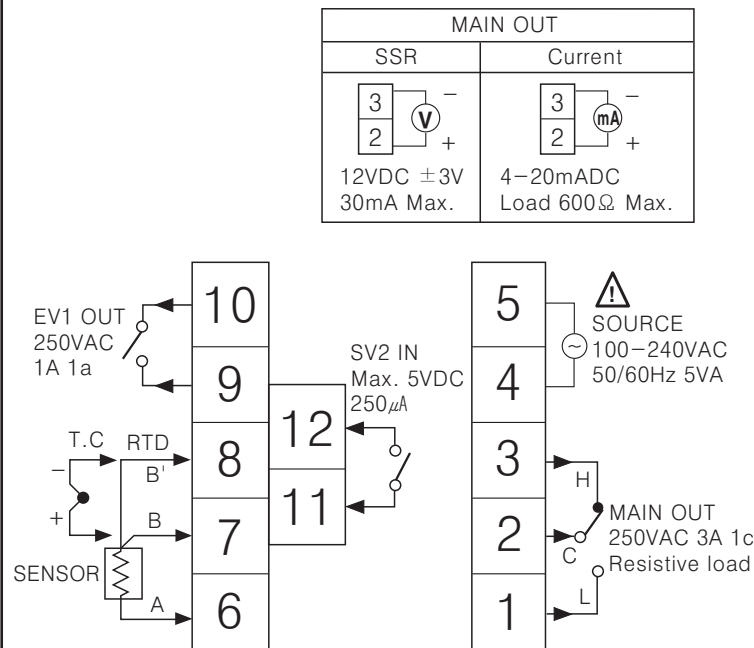 MAIN OUT
SSR
Current
3
2
V
−
+
3
2
mA
−
+
12VDC ±3V
30mA Max.
4−20mADC
Load 600Ω Max.
EV1 OUT
250VAC
1A 1a
10
9
8
7
6
SV2 IN
Max. 5VDC
250μA
12
11
T.C
RTD
−
+
B'
B
A
SENSOR
5
4
3
2
1
!
SOURCE
100−240VAC
50/60Hz 5VA
~
H
C
L
MAIN OUT
250VAC 3A 1c
Resistive load